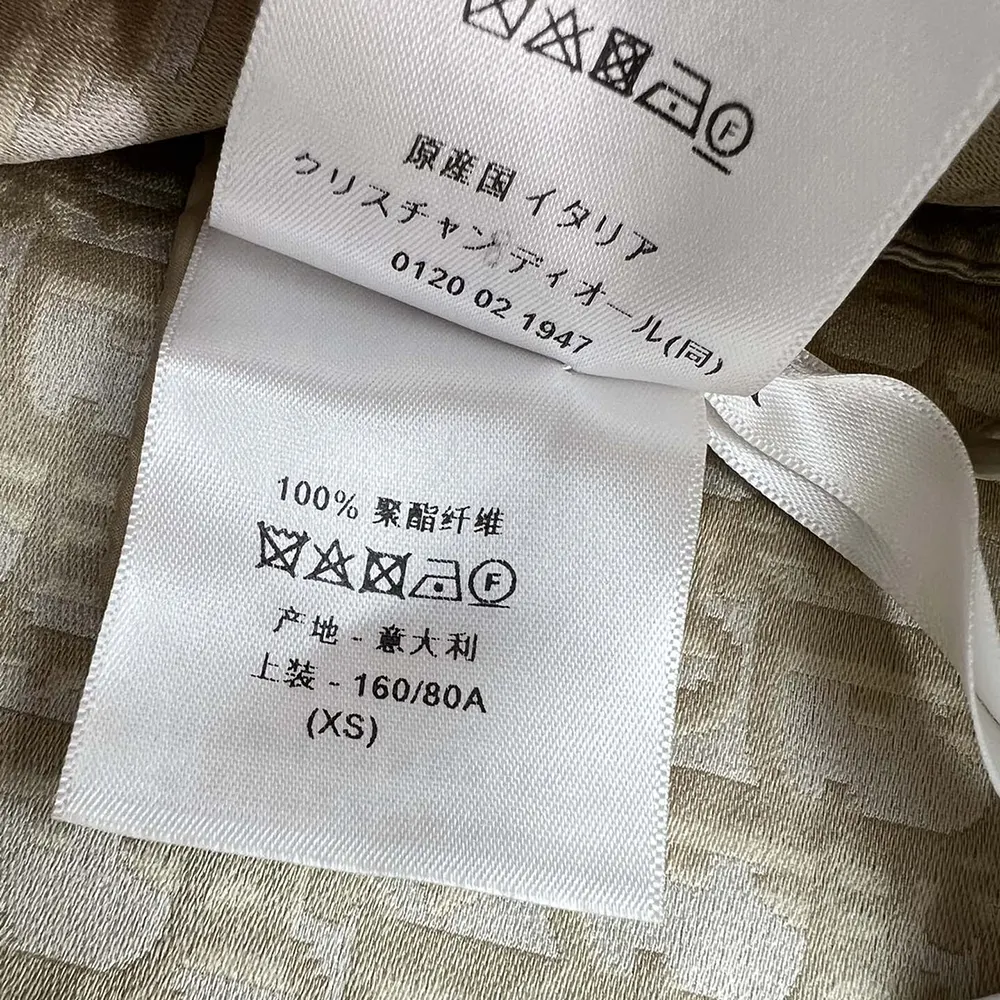 原産国 イタリア
クリスチャン ディオール(同)
0120 02 1947
100% 聚酯纤维
产地 - 意大利
上装 - 160/80A
(XS)